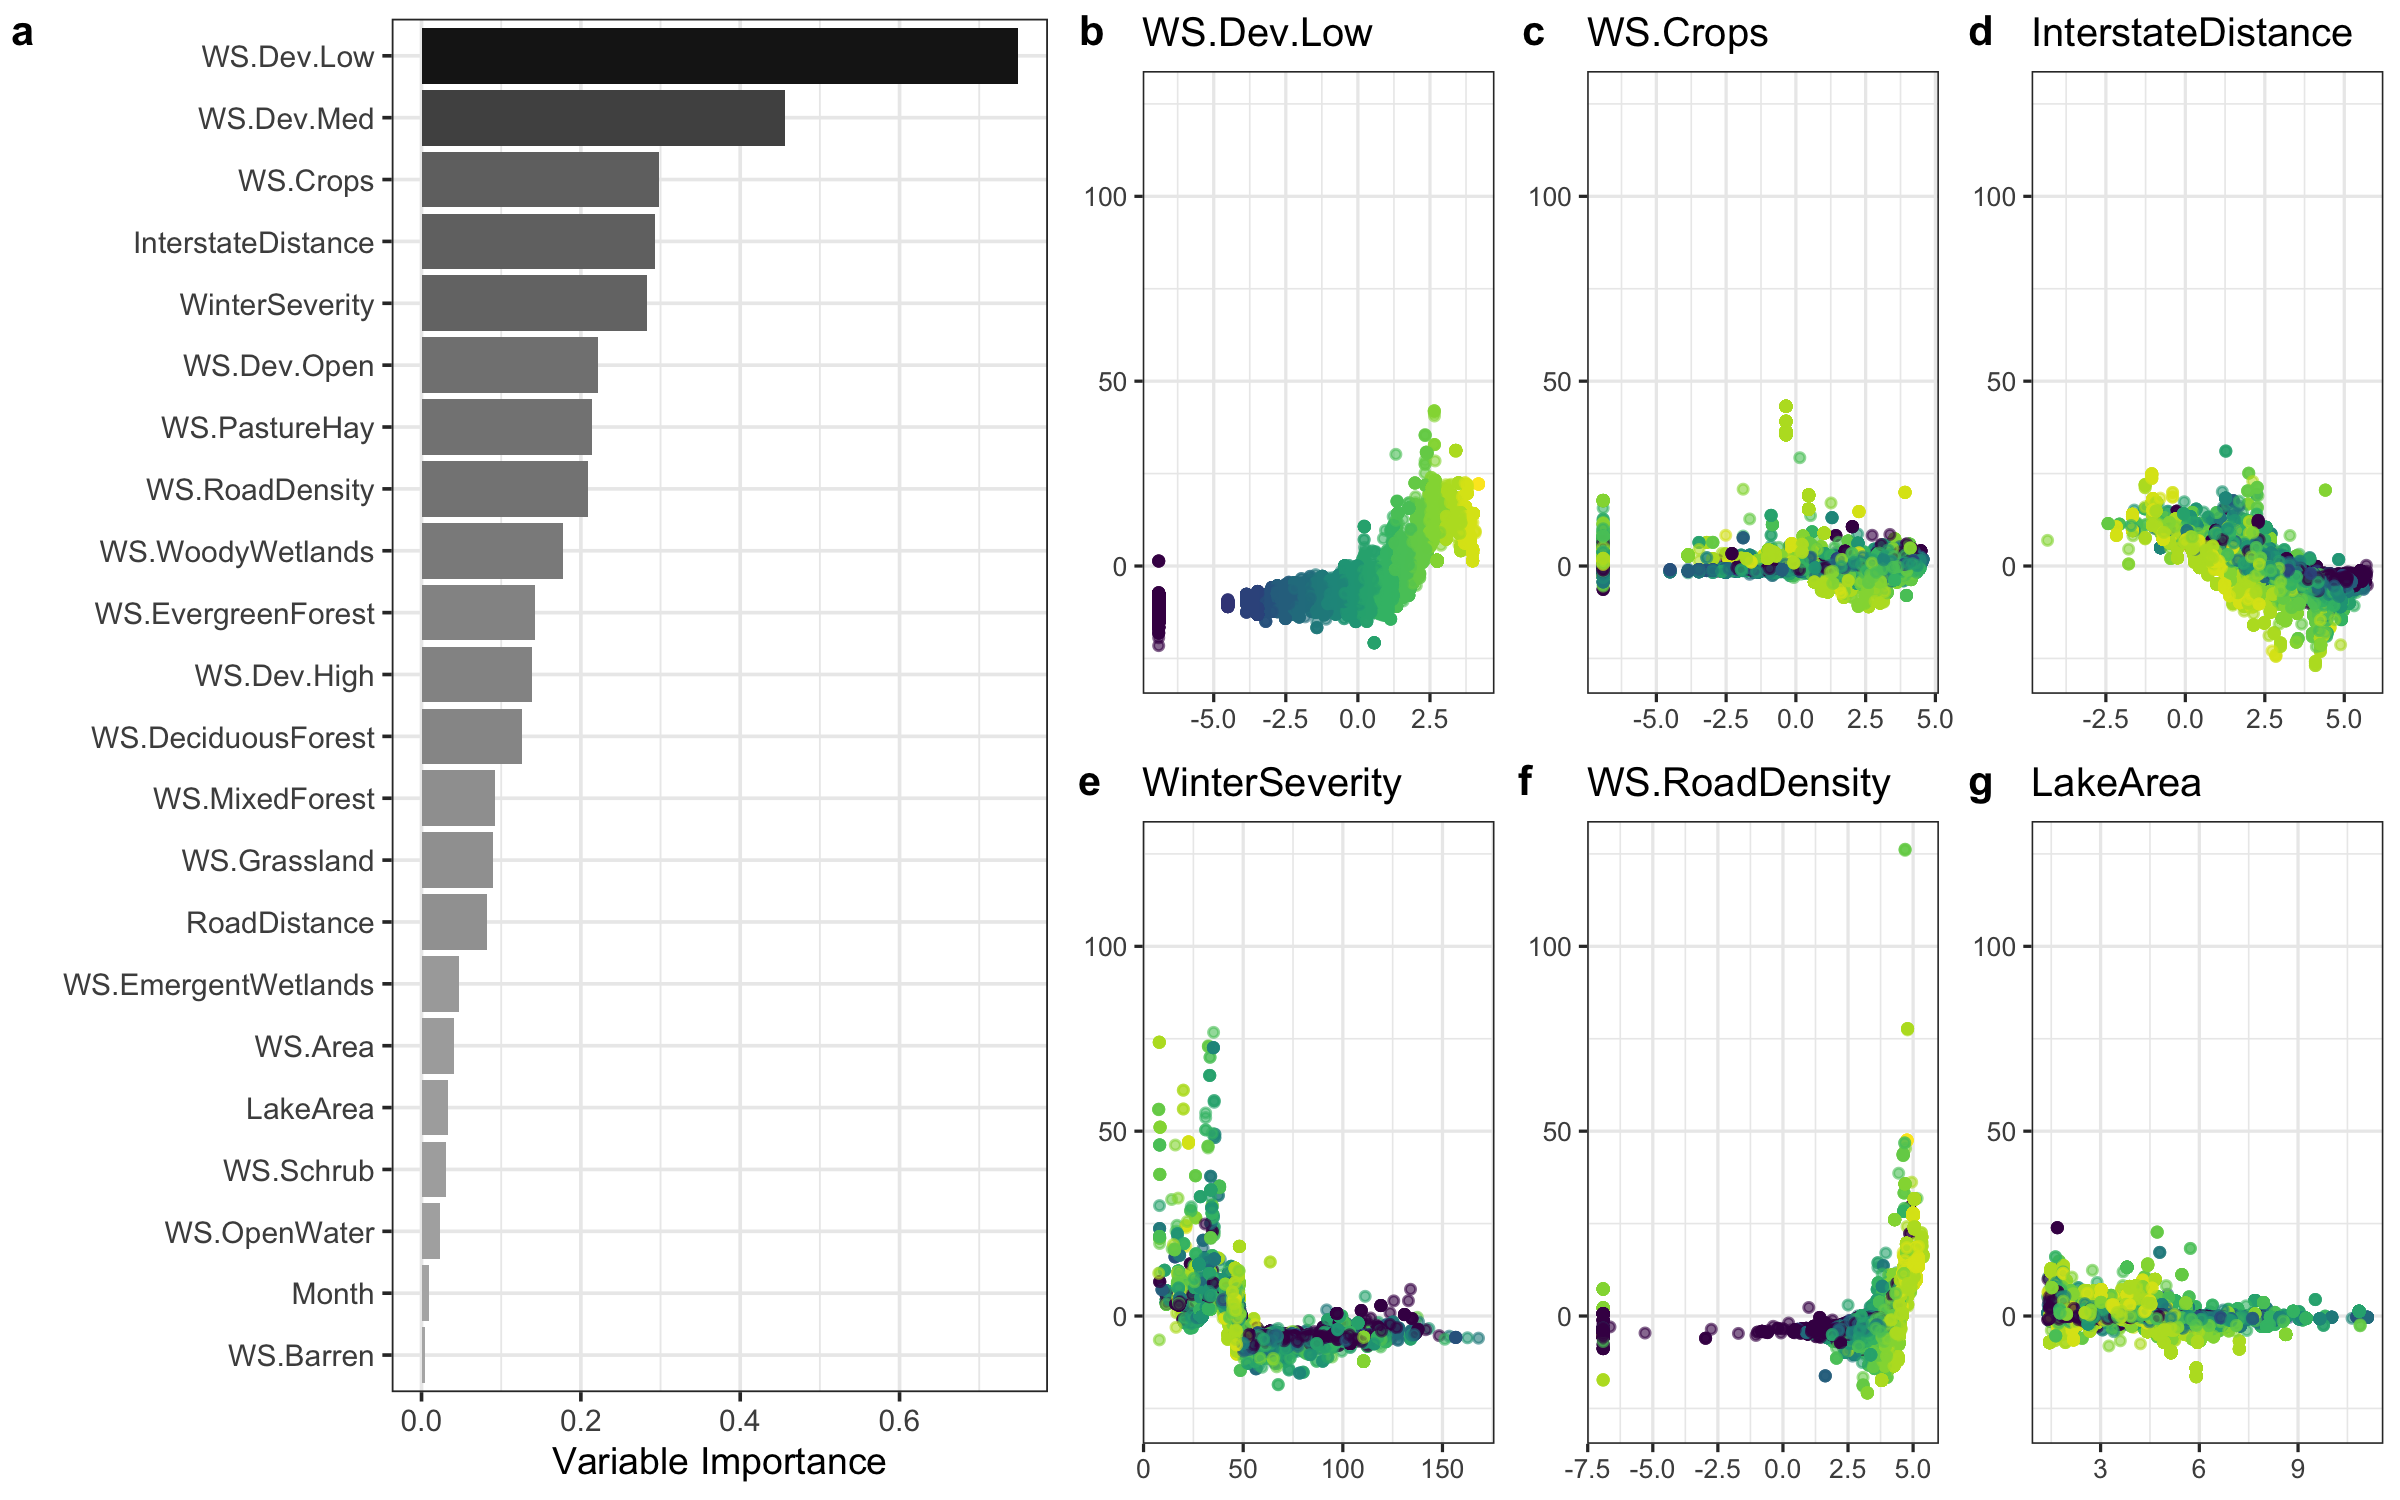 a
WS.Dev.Low
WS.Dev.Med
WS.Crops
InterstateDistance
WinterSeverity
WS.Dev.Open
WS.PastureHay
WS.RoadDensity
WS.WoodyWetlands
WS.EvergreenForest
WS.Dev.High
WS.DeciduousForest
WS.MixedForest
WS.Grassland
RoadDistance
WS.EmergentWetlands
WS.Area
LakeArea
WS.Schrub
WS.OpenWater
Month
WS.Barren
0.0 0.2 0.4 0.6
Variable Importance
b WS.Dev.Low
100
50
0
-5.0 -2.5 0.0 2.5
c WS.Crops
100
50
0
-5.0 -2.5 0.0 2.5 5.0
d InterstateDistance
100
50
0
-2.5 0.0 2.5 5.0
e WinterSeverity
100
50
0
0 50 100 150
f WS.RoadDensity
100
50
0
-7.5 -5.0 -2.5 0.0 2.5 5.0
g LakeArea
100
50
0
3 6 9